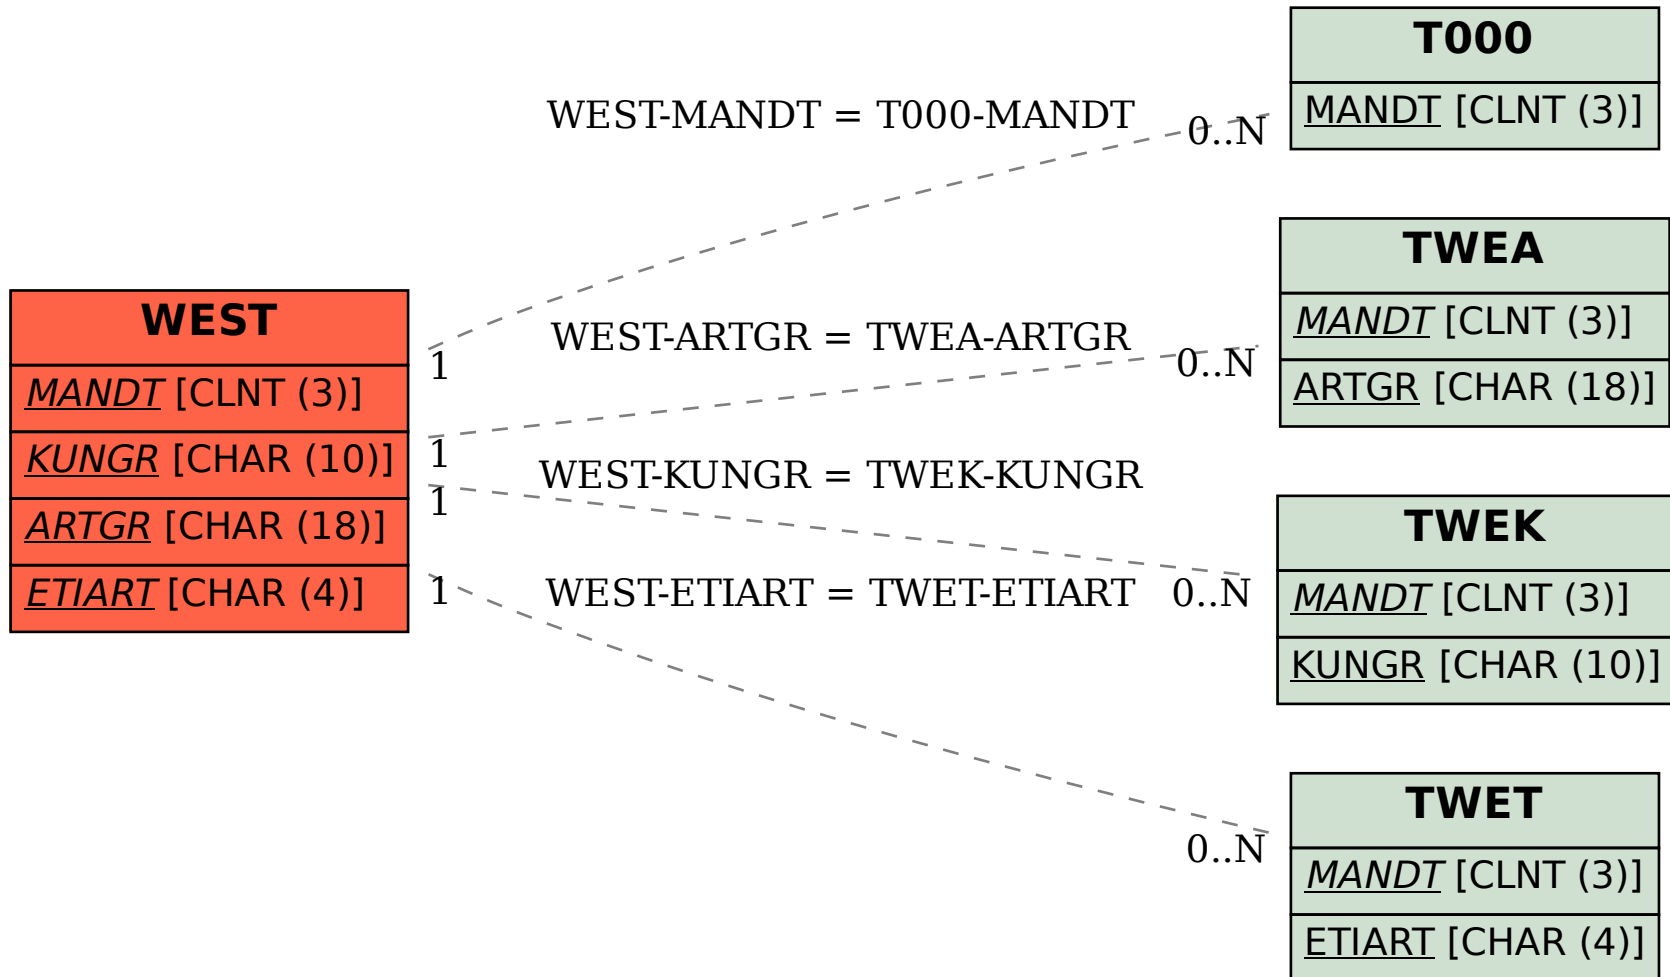 WEST
MANDT [CLNT (3)]
KUNGR [CHAR (10)]
ARTGR [CHAR (18)]
ETIART [CHAR (4)]
WEST-MANDT = T000-MANDT
0..N
1
WEST-ARTGR = TWEA-ARTGR
0..N
1
WEST-KUNGR = TWEK-KUNGR
1
0..N
WEST-ETIART = TWET-ETIART
1
0..N
T000
MANDT [CLNT (3)]
TWEA
MANDT [CLNT (3)]
ARTGR [CHAR (18)]
TWEK
MANDT [CLNT (3)]
KUNGR [CHAR (10)]
TWET
MANDT [CLNT (3)]
ETIART [CHAR (4)]